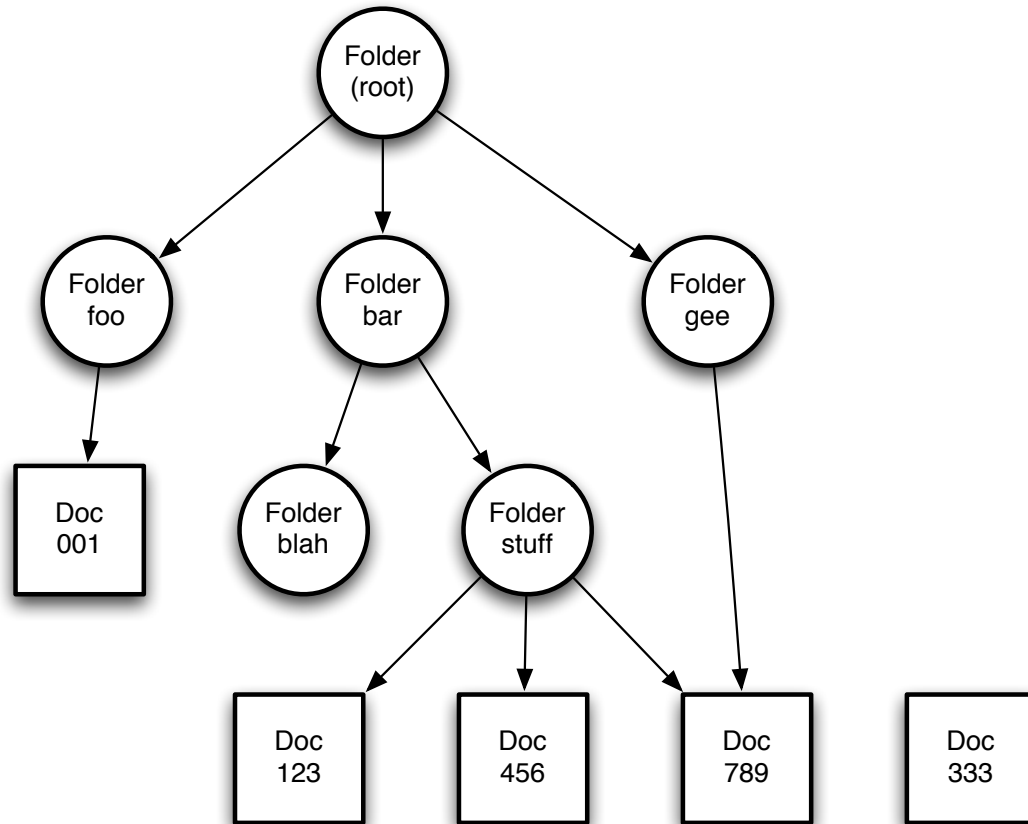 Folder
(root)
Folder
foo
Folder
bar
Folder
gee
Doc
001
Folder
blah
Folder
stuff
Doc
123
Doc
456
Doc
789
Doc
333